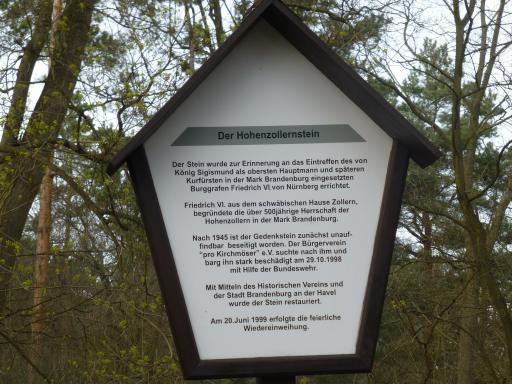 Der Hohenzollernstein
Der Stein wurde zur Erinnerung an das Eintreffen des von
König Sigismund als obersten Hauptmann und späteren
Kurfürsten in der Mark Brandenburg eingesetzten
Burggrafen Friedrich VI.von Nürnberg errichtet.
Friedrich VI. aus dem schwäbischen Hause Zollern,
begründete die über 500jährige Herrschaft der
Hohenzollern in der Mark Brandenburg.
Nach 1945 ist der Gedenkstein zunächst unauf-
findbar beseitigt worden. Der Bürgerverein
"pro Kirchmöser" e.V. suchte nach ihm und
barg ihn stark beschädigt am 29.10.1998
mit Hilfe der Bundeswehr.
Mit Mitteln des Historischen Vereins und
der Stadt Brandenburg an der Havel
wurde der Stein restauriert.
Am 20.Juni 1999 erfolgte die feierliche
Wiedereinweihung.